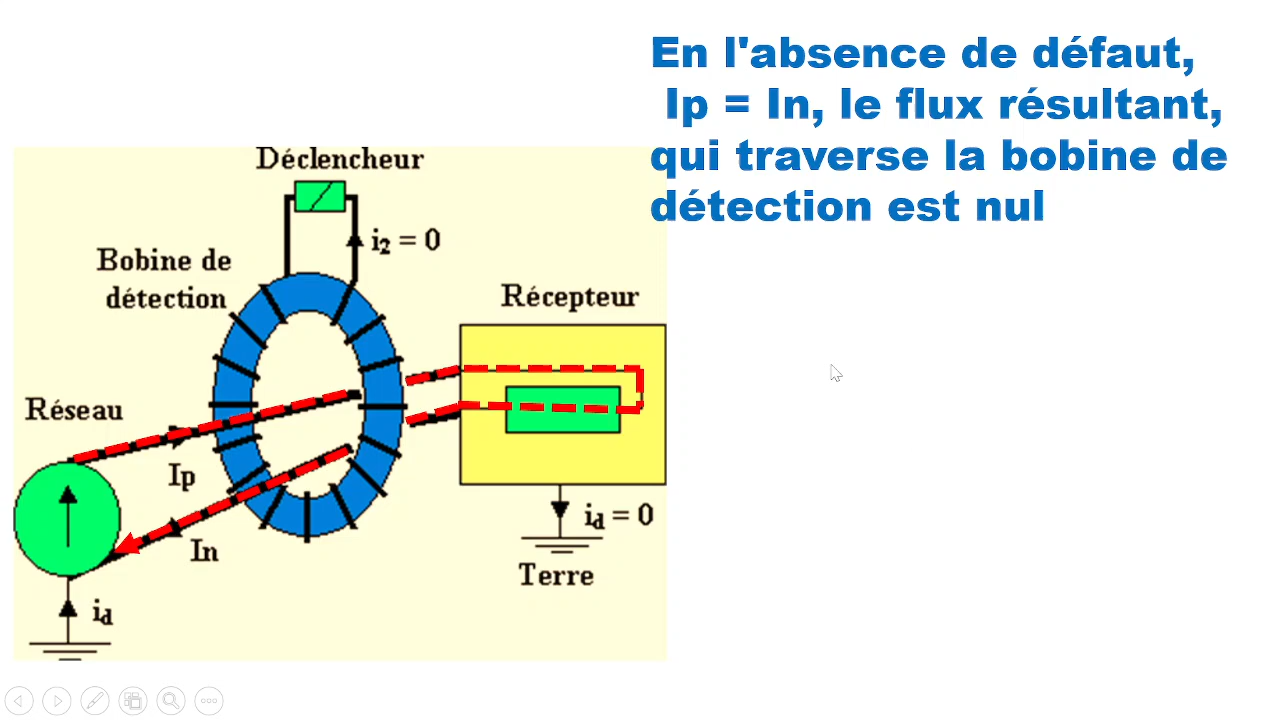 En l'absence de défaut,
Ip = In, le flux résultant,
qui traverse la bobine de
détection est nul
Déclencheur
i2 = 0
Bobine de
détection
Récepteur
Réseau
Ip
In
id = 0
Terre
id